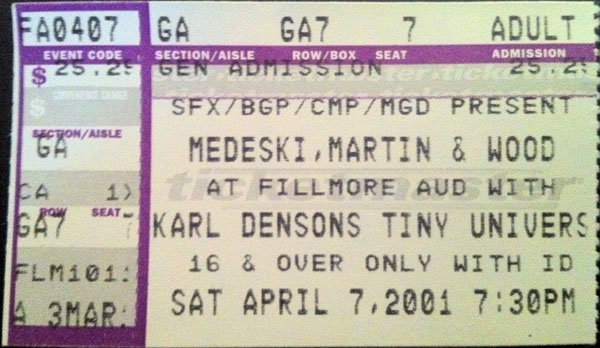 FA0407 GA GA7 7 ADULT
EVENT CODE SECTION/AISLE ROW/BOX SEAT ADMISSION
$ 25.25 GEN ADMISSION 25.25
CONVENIENCE CHARGE
$
SFX/BGP/CMP/MGD PRESENT
SECTION/AISLE
GA MEDESKI, MARTIN & WOOD
ticketmaster
CA 1X AT FILLMORE AUD WITH
ROW SEAT
GA7 7 KARL DENSONS TINY UNIVERS
FLM101 16 & OVER ONLY WITH ID
A 3MAR SAT APRIL 7,2001 7:30PM